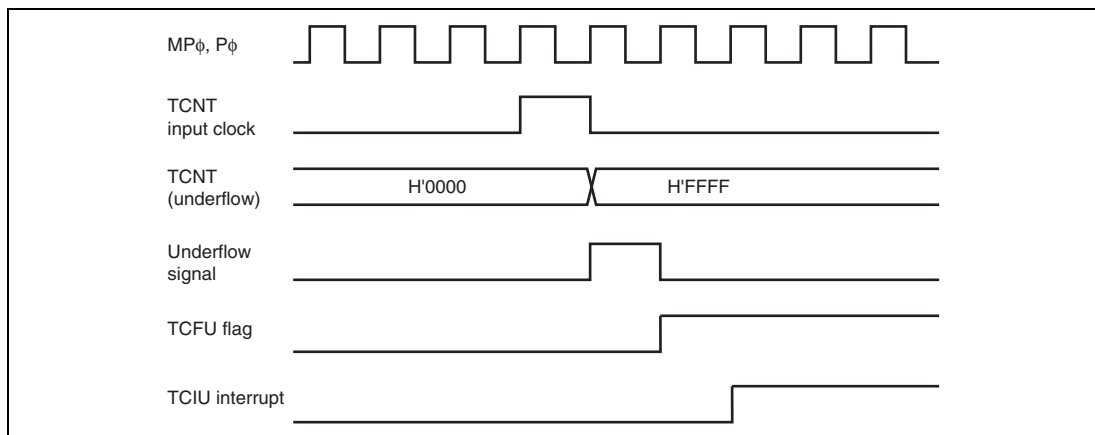 MPϕ, Pϕ
TCNT
input clock
TCNT
(underflow)
H'0000
H'FFFF
Underflow
signal
TCFU flag
TCIU interrupt